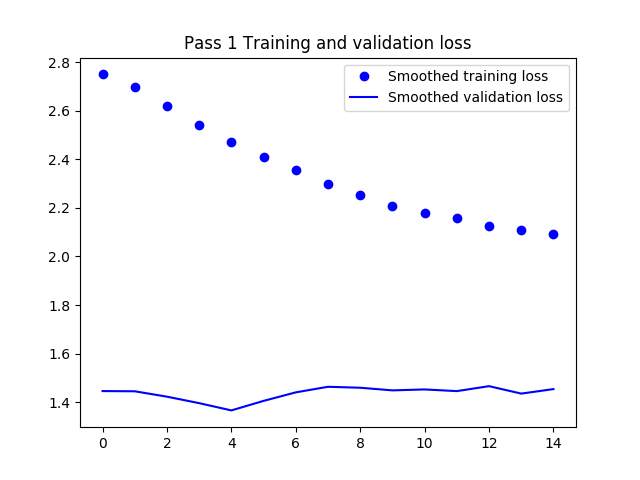 Pass 1 Training and validation loss
2.8
2.6
2.4
2.2
2.0
1.8
1.6
1.4
Smoothed training loss
Smoothed validation loss
0 2 4 6 8 10 12 14